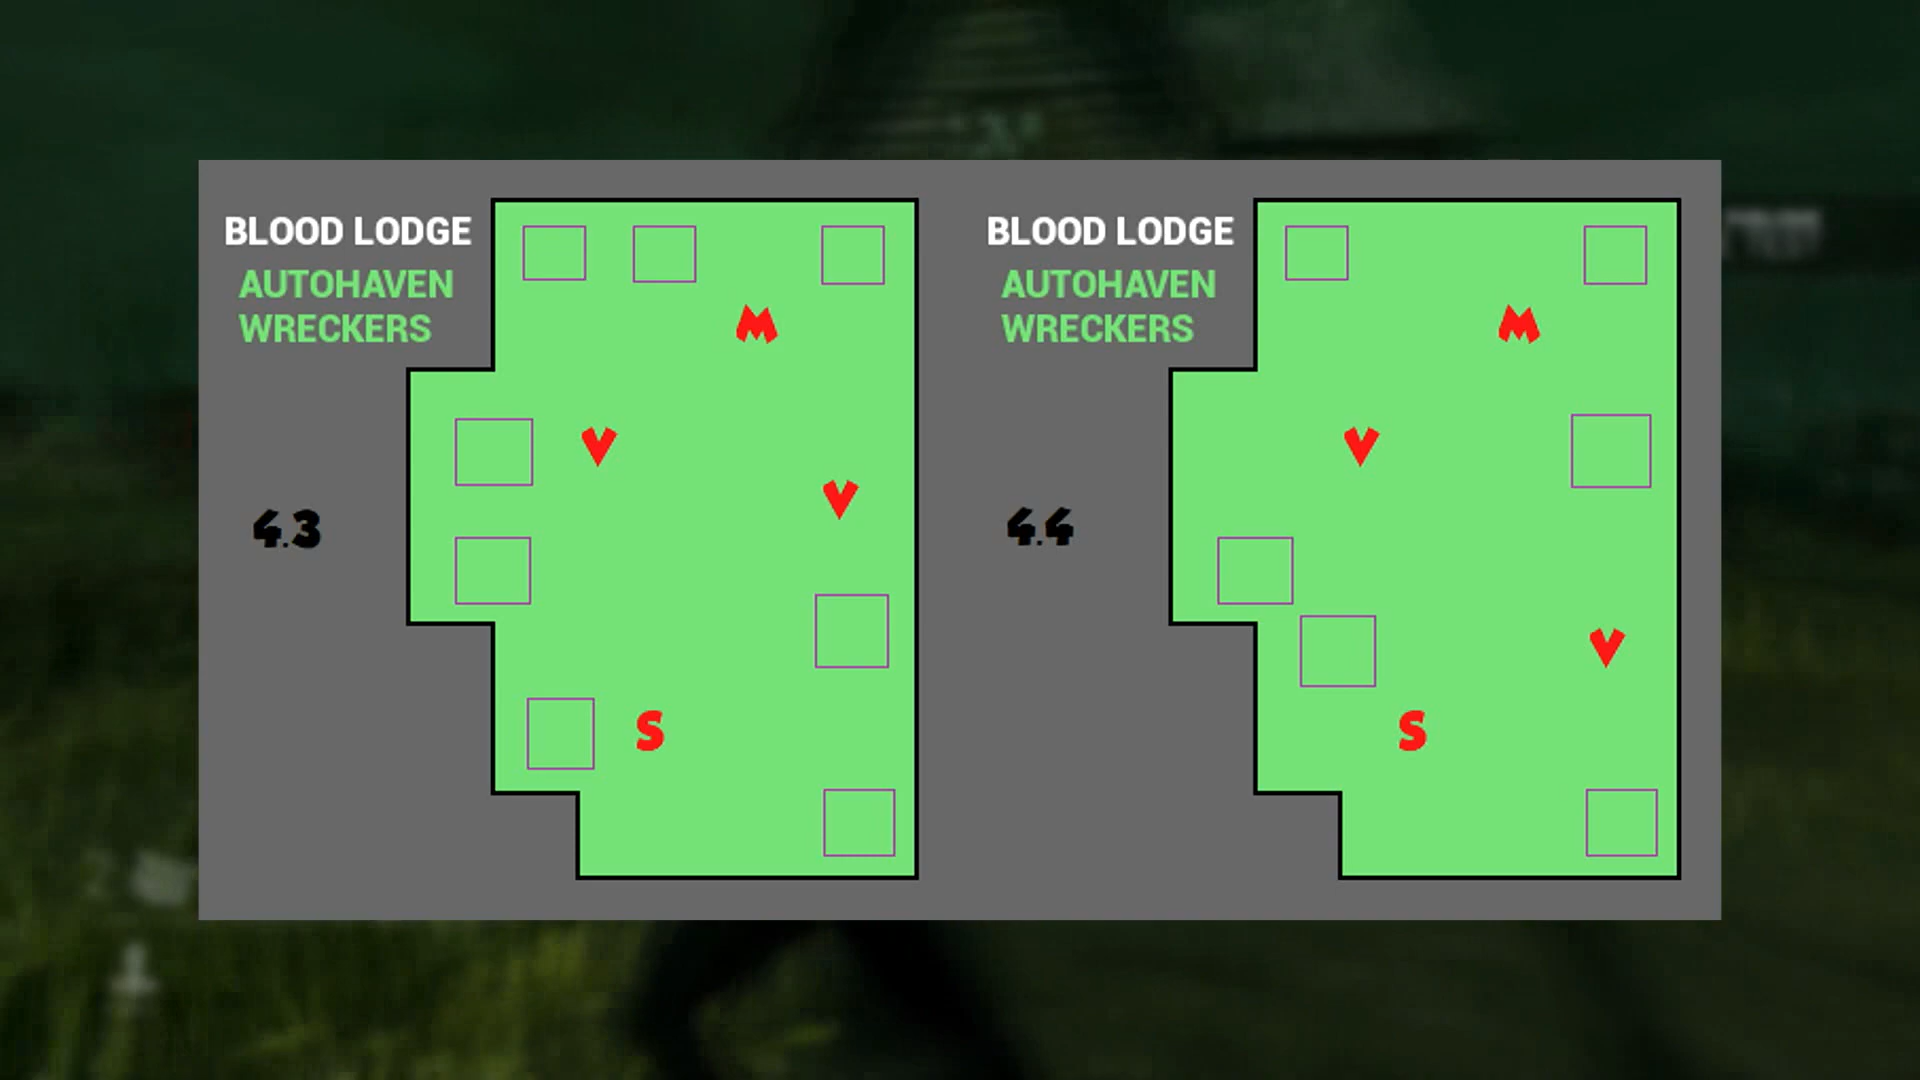 BLOOD LODGE
AUTOHAVEN
WRECKERS
4.3
M
V
V
S
BLOOD LODGE
AUTOHAVEN
WRECKERS
4.4
M
V
V
S